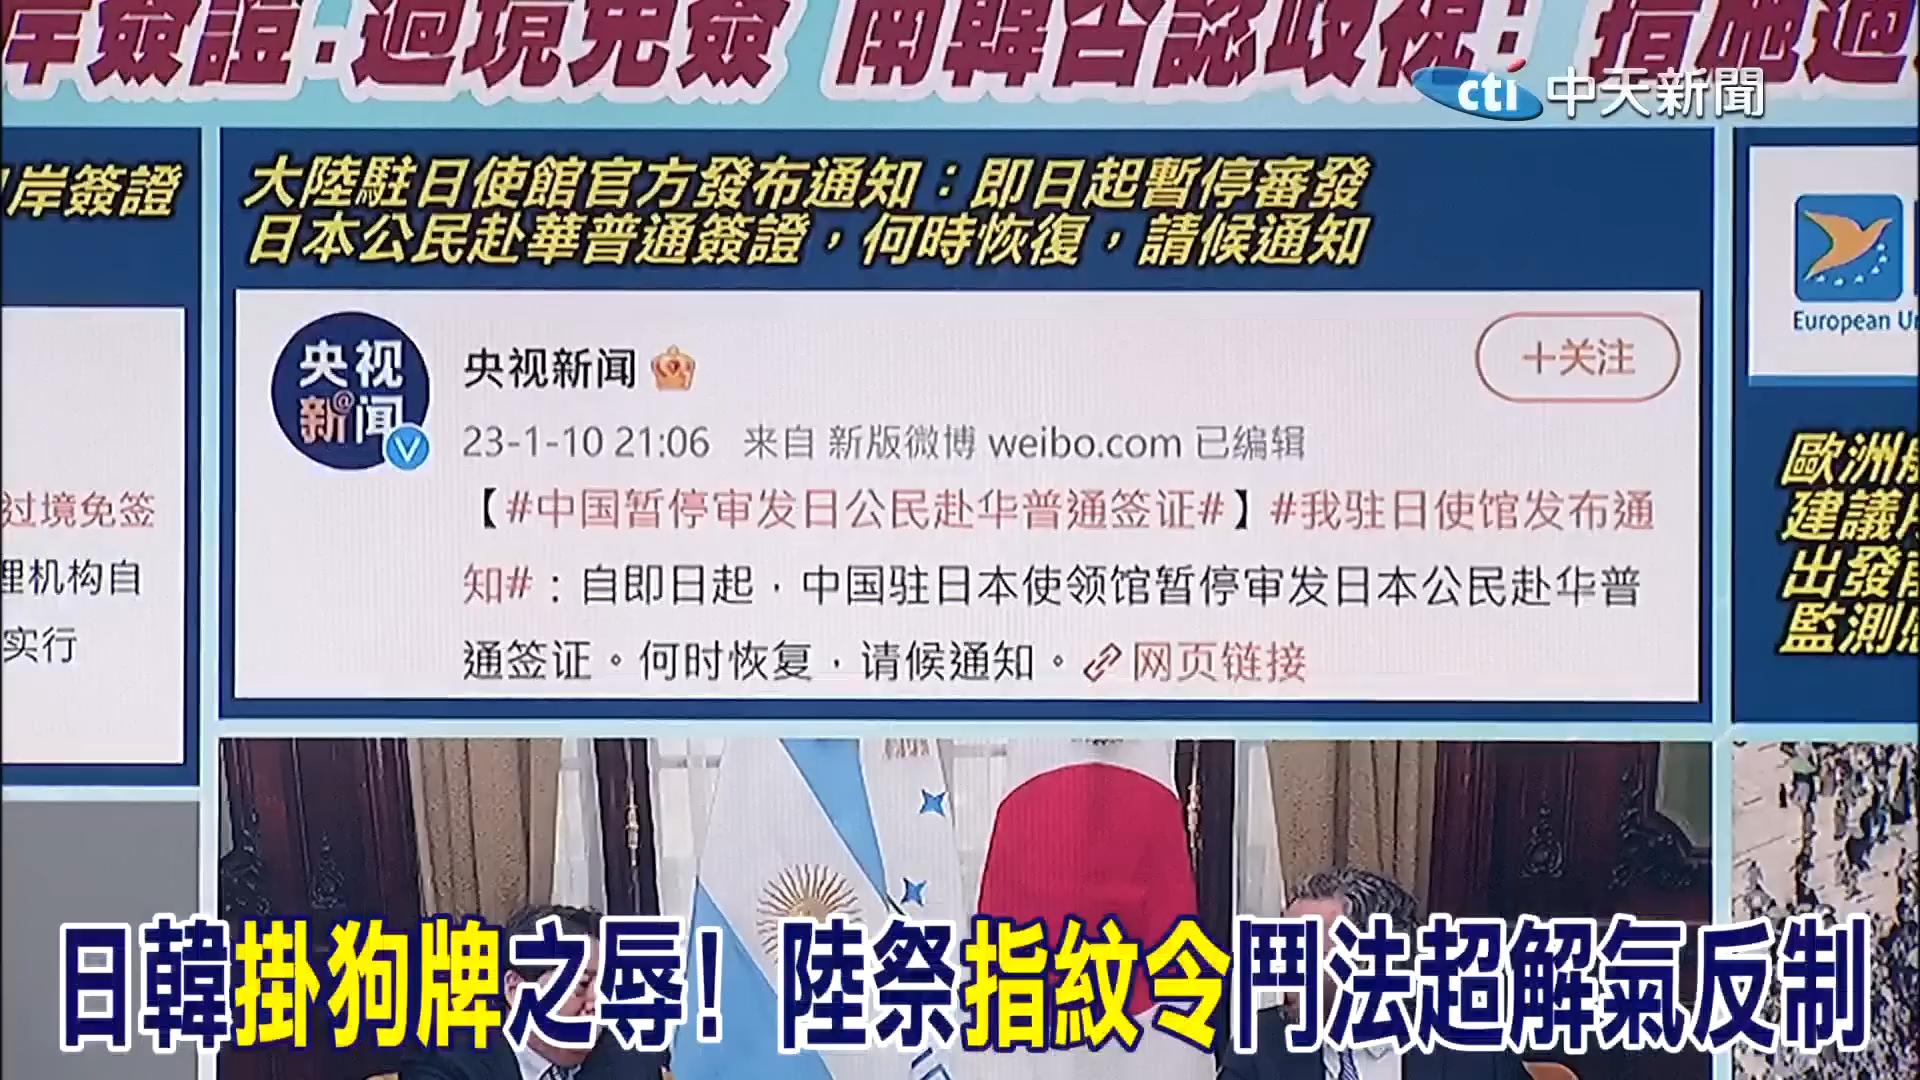 岸簽證.過境免簽 南韓否認歧視! 措施適
cti 中天新聞
岸簽證
大陸駐日使館官方發布通知：即日起暫停審發
日本公民赴華普通簽證，何時恢復，請候通知
央视
新@闻
央视新闻
+关注
23-1-10 21:06 来自 新版微博 weibo.com 已编辑
【#中国暂停审发日公民赴华普通签证#】#我驻日使馆发布通
知#：自即日起，中国驻日本使领馆暂停审发日本公民赴华普
通签证。何时恢复，请候通知。网页链接
过境免签
理机构自
实行
European Un
歐洲
建議
出發前
監測
日韓掛狗牌之辱! 陸祭指紋令鬥法超解氣反制